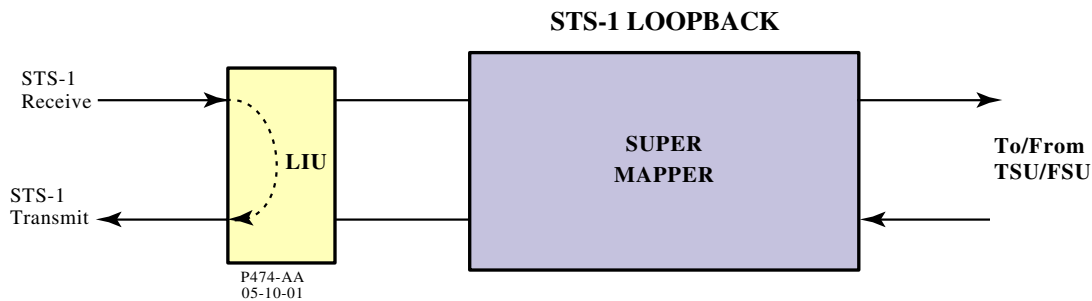 STS-1 LOOPBACK
STS-1
Receive
LIU
SUPER
MAPPER
To/From
TSU/FSU
STS-1
Transmit
P474-AA
05-10-01